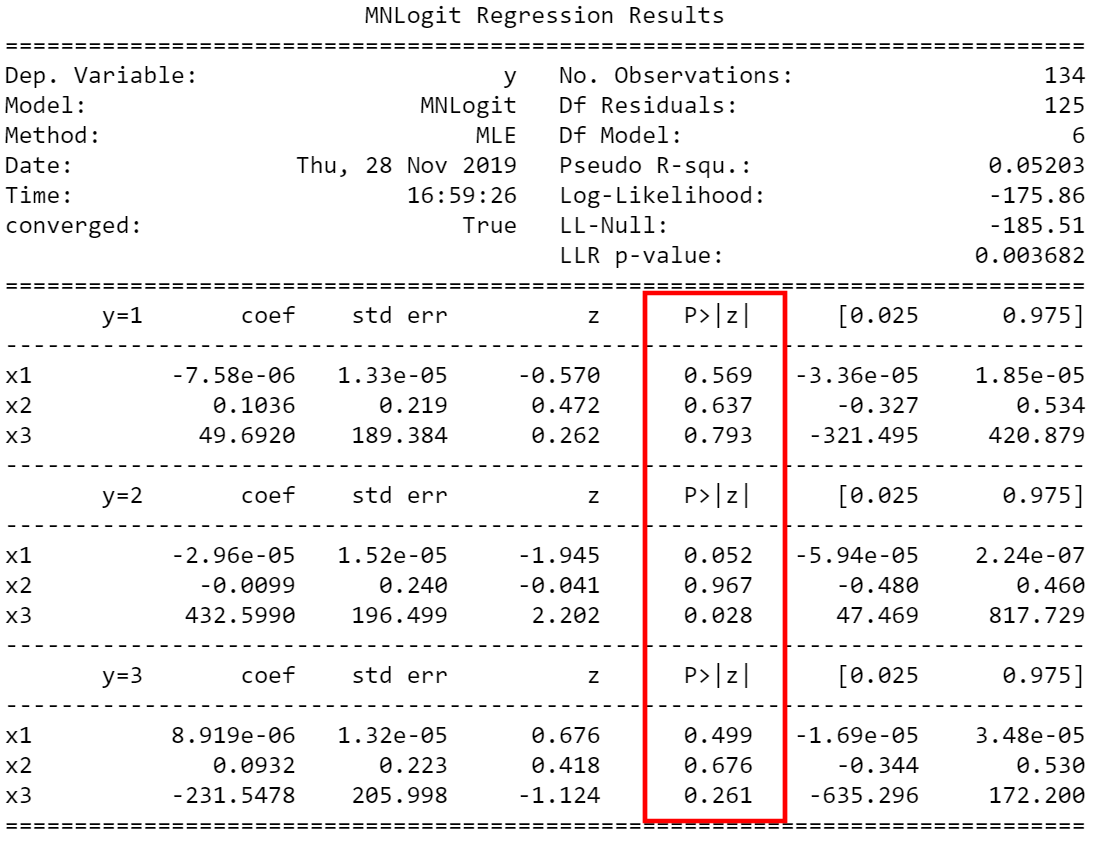 MNLogit Regression Results
==============================================================================
Dep. Variable: y No. Observations: 134
Model: MNLogit Df Residuals: 125
Method: MLE Df Model: 6
Date: Thu, 28 Nov 2019 Pseudo R-squ.: 0.05203
Time: 16:59:26 Log-Likelihood: -175.86
converged: True LL-Null: -185.51
LLR p-value: 0.003682
==============================================================================
y=1 coef std err z P>|z| [0.025 0.975]
------------------------------------------------------------------------------
x1 -7.58e-06 1.33e-05 -0.570 0.569 -3.36e-05 1.85e-05
x2 0.1036 0.219 0.472 0.637 -0.327 0.534
x3 49.6920 189.384 0.262 0.793 -321.495 420.879
------------------------------------------------------------------------------
y=2 coef std err z P>|z| [0.025 0.975]
------------------------------------------------------------------------------
x1 -2.96e-05 1.52e-05 -1.945 0.052 -5.94e-05 2.24e-07
x2 -0.0099 0.240 -0.041 0.967 -0.480 0.460
x3 432.5990 196.499 2.202 0.028 47.469 817.729
------------------------------------------------------------------------------
y=3 coef std err z P>|z| [0.025 0.975]
------------------------------------------------------------------------------
x1 8.919e-06 1.32e-05 0.676 0.499 -1.69e-05 3.48e-05
x2 0.0932 0.223 0.418 0.676 -0.344 0.530
x3 -231.5478 205.998 -1.124 0.261 -635.296 172.200
==============================================================================